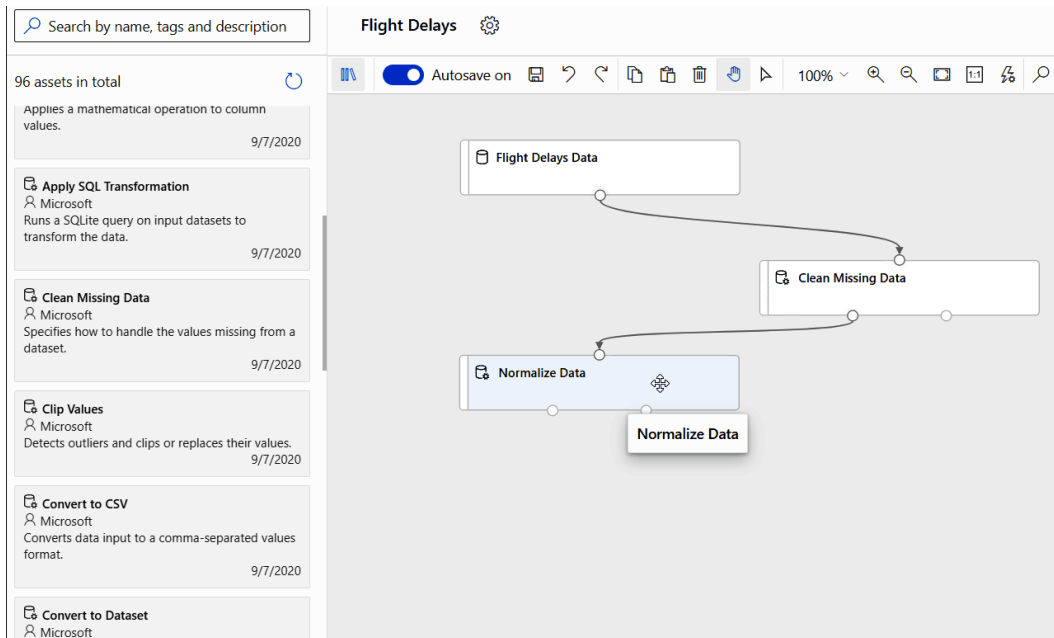 Search by name, tags and description
96 assets in total
Applies a mathematical operation to column
values.
9/7/2020
Apply SQL Transformation
Microsoft
Runs a SQLite query on input datasets to
transform the data.
9/7/2020
Clean Missing Data
Microsoft
Specifies how to handle the values missing from a
dataset.
9/7/2020
Clip Values
Microsoft
Detects outliers and clips or replaces their values.
9/7/2020
Convert to CSV
Microsoft
Converts data input to a comma-separated values
format.
9/7/2020
Convert to Dataset
Microsoft
Flight Delays
Autosave on
100%
1:1
Flight Delays Data
Clean Missing Data
Normalize Data
Normalize Data